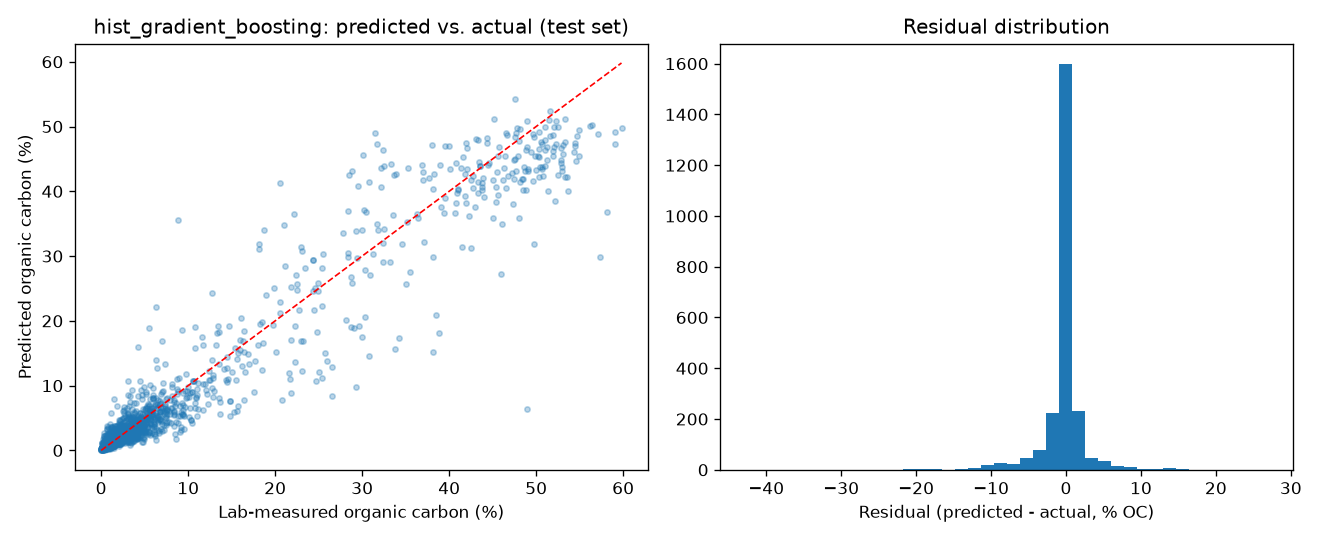 hist_gradient_boosting: predicted vs. actual (test set)
60
50
40
30
20
10
0
Predicted organic carbon (%)
0 10 20 30 40 50 60
Lab-measured organic carbon (%)
Residual distribution
1600
1400
1200
1000
800
600
400
200
0
−40 −30 −20 −10 0 10 20 30
Residual (predicted - actual, % OC)